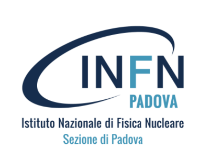 INFN
PADOVA
Istituto Nazionale di Fisica Nucleare
Sezione di Padova